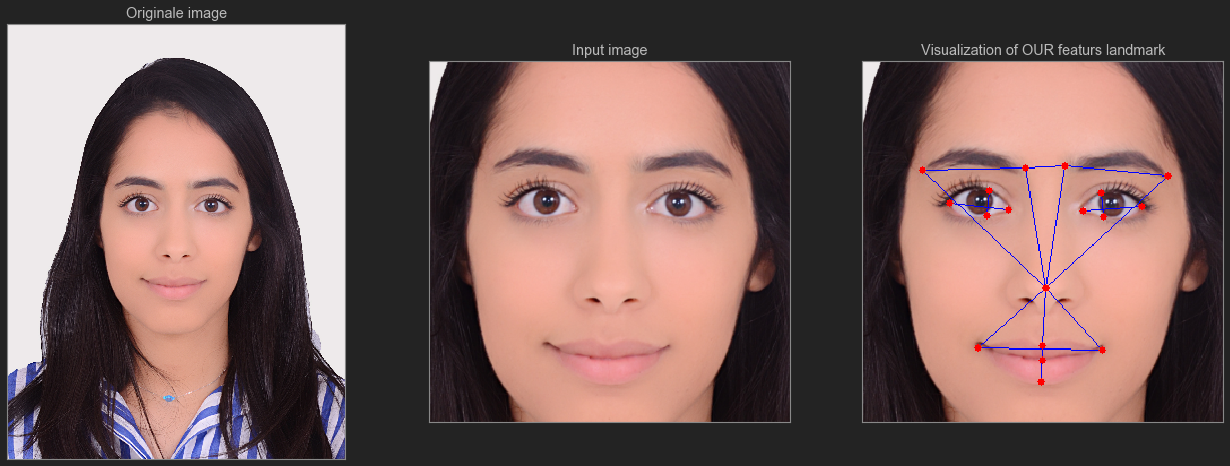 Originale image
Input image
Visualization of OUR featurs landmark